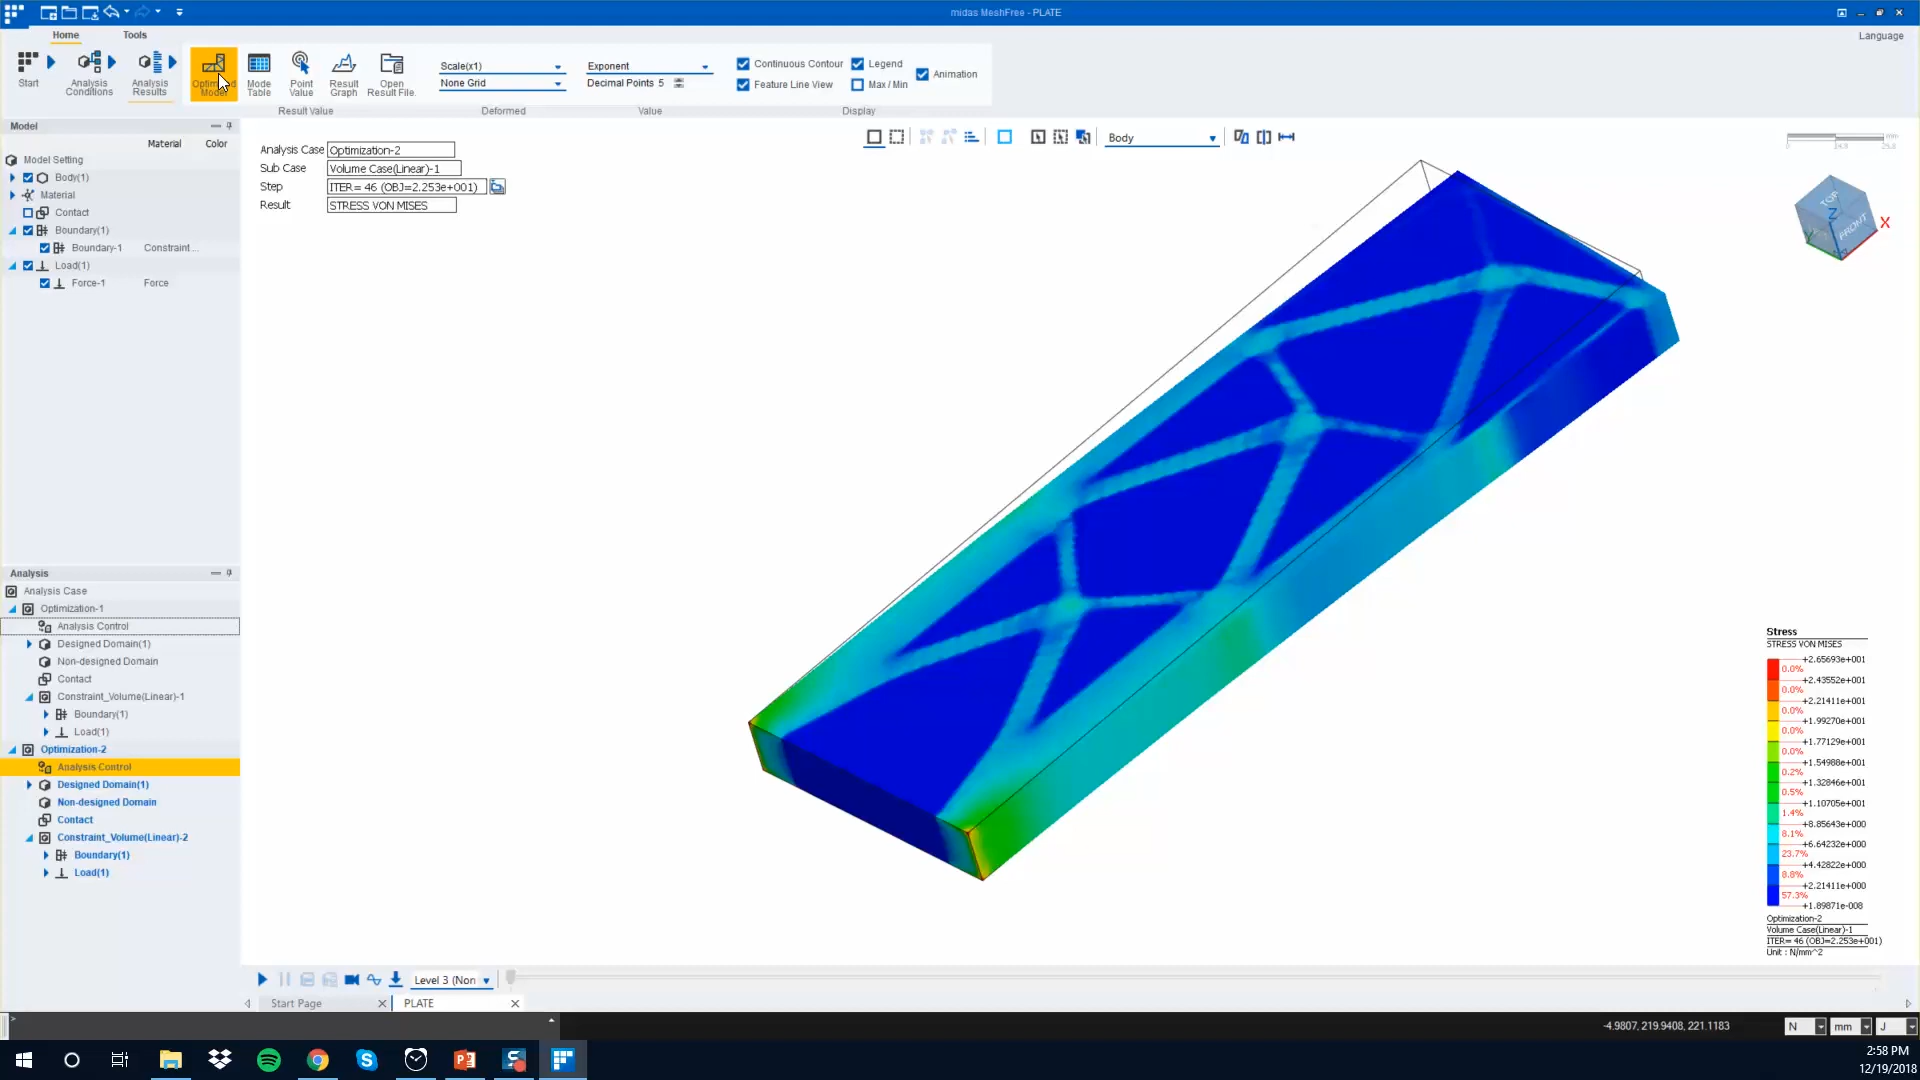 midas MeshFree - PLATE
Home
Tools
Language
Start
Analysis Conditions
Analysis Results
Optimized Model
Mode Table
Point Value
Result Graph
Open Result File.
Scale(x1)
None Grid
Exponent
Decimal Points 5
Continuous Contour
Legend
Animation
Feature Line View
Max / Min
Result Value
Deformed
Value
Display
Model
Material
Color
Model Setting
Body(1)
Material
Contact
Boundary(1)
Boundary-1
Constraint...
Load(1)
Force-1
Force
Analysis Case
Optimization-2
Sub Case
Volume Case(Linear)-1
Step
ITER= 46 (OBJ=2.253e+001)
Result
STRESS VON MISES
Body
mm
TOP
FRONT
Z
X
Analysis
Analysis Case
Optimization-1
Analysis Control
Designed Domain(1)
Non-designed Domain
Contact
Constraint_Volume(Linear)-1
Boundary(1)
Load(1)
Optimization-2
Analysis Control
Designed Domain(1)
Non-designed Domain
Contact
Constraint_Volume(Linear)-2
Boundary(1)
Load(1)
Stress
STRESS VON MISES
+2.65693e+001
0.0%
+2.43552e+001
0.0%
+2.21411e+001
0.0%
+1.99270e+001
0.0%
+1.77129e+001
0.0%
+1.54988e+001
0.2%
+1.32846e+001
0.5%
+1.10705e+001
1.4%
+8.85643e+000
8.1%
+6.64232e+000
23.7%
+4.42822e+000
8.8%
+2.21411e+000
57.3%
+1.89871e-008
Optimization-2
Volume Case(Linear)-1
ITER= 46 (OBJ=2.253e+001)
Unit : N/mm^2
Level 3 (Non
Start Page
PLATE
>
-4.9807, 219.9408, 221.1183
N
mm
J
2:58 PM
12/19/2018